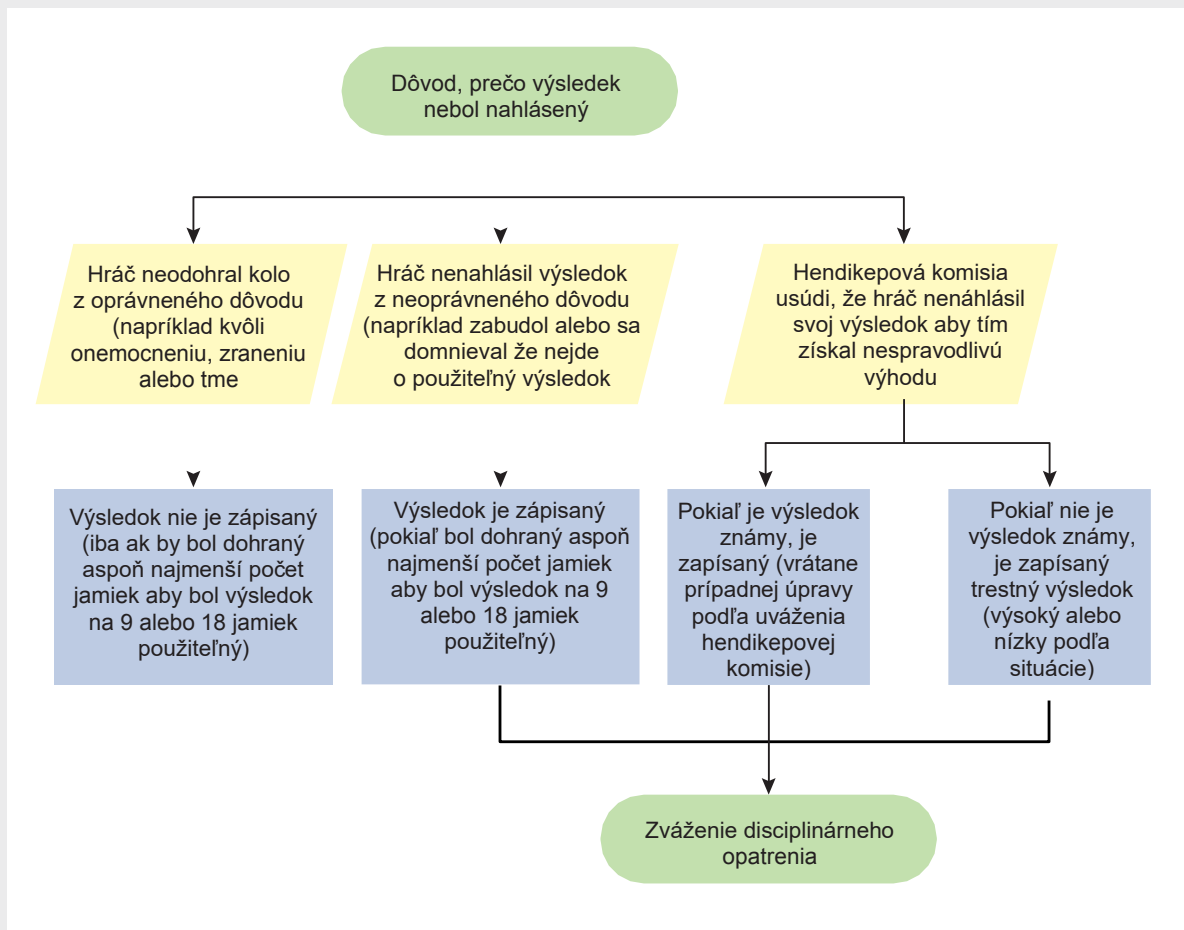 Dôvod, prečo výsledek
nebol nahlásený
Hráč neodohral kolo
z oprávneného dôvodu
(napríklad kvôli
onemocneniu, zraneniu
alebo tme
Hráč nenahlásil výsledok
z neoprávneného dôvodu
(napríklad zabudol alebo sa
domnieval že nejde
o použiteľný výsledok
Hendikepová komisia
usúdi, že hráč nenáhlásil
svoj výsledok aby tím
získal nespravodlivú
výhodu
Výsledok nie je zápisaný
(iba ak by bol dohraný
aspoň najmenší počet
jamiek aby bol výsledok
na 9 alebo 18 jamiek
použiteľný)
Výsledok je zápisaný
(pokiaľ bol dohraný aspoň
najmenší počet jamiek
aby bol výsledok na 9
alebo 18 jamiek
použiteľný)
Pokiaľ je výsledok
známy, je
zapísaný (vrátane
prípadnej úpravy
podľa uváženia
hendikepovej
komisie)
Pokiaľ nie je
výsledok známy,
je zapísaný
trestný výsledok
(výsoký alebo
nízky podľa
situácie)
Zváženie disciplinárneho
opatrenia